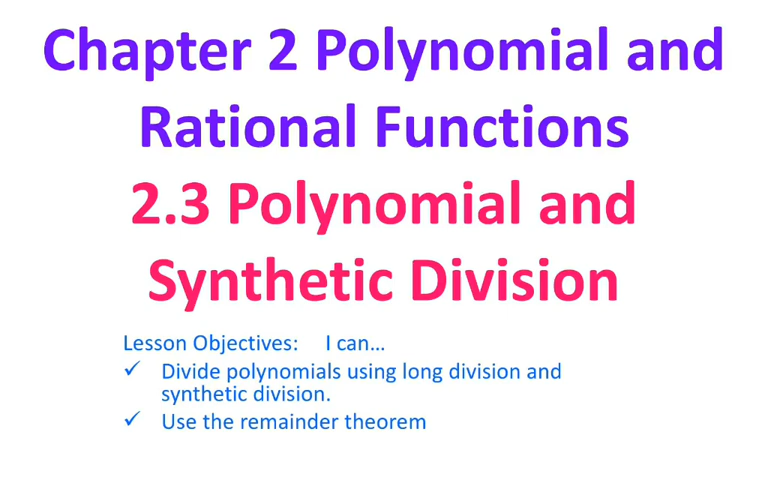 Chapter 2 Polynomial and
Rational Functions
2.3 Polynomial and
Synthetic Division
Lesson Objectives: I can…
✓ Divide polynomials using long division and
synthetic division.
✓ Use the remainder theorem